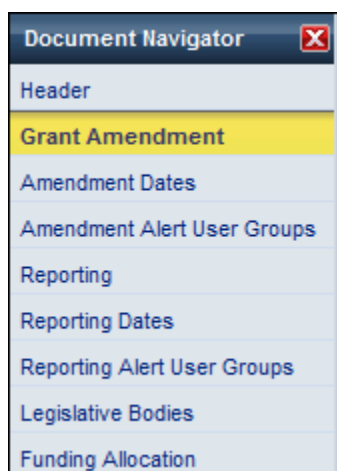 Document Navigator
Header
Grant Amendment
Amendment Dates
Amendment Alert User Groups
Reporting
Reporting Dates
Reporting Alert User Groups
Legislative Bodies
Funding Allocation